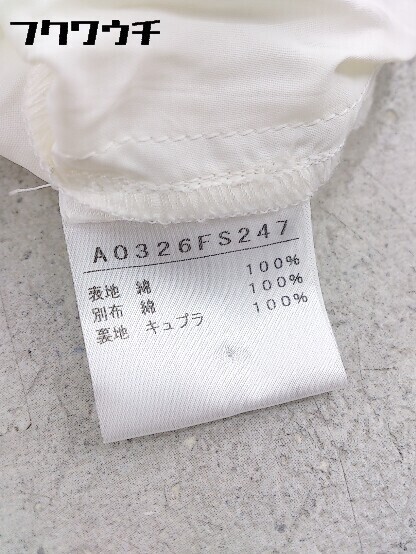 フクワウチ
A0326FS247
表地 綿 100%
別布 綿 100%
裏地 キュプラ 100%